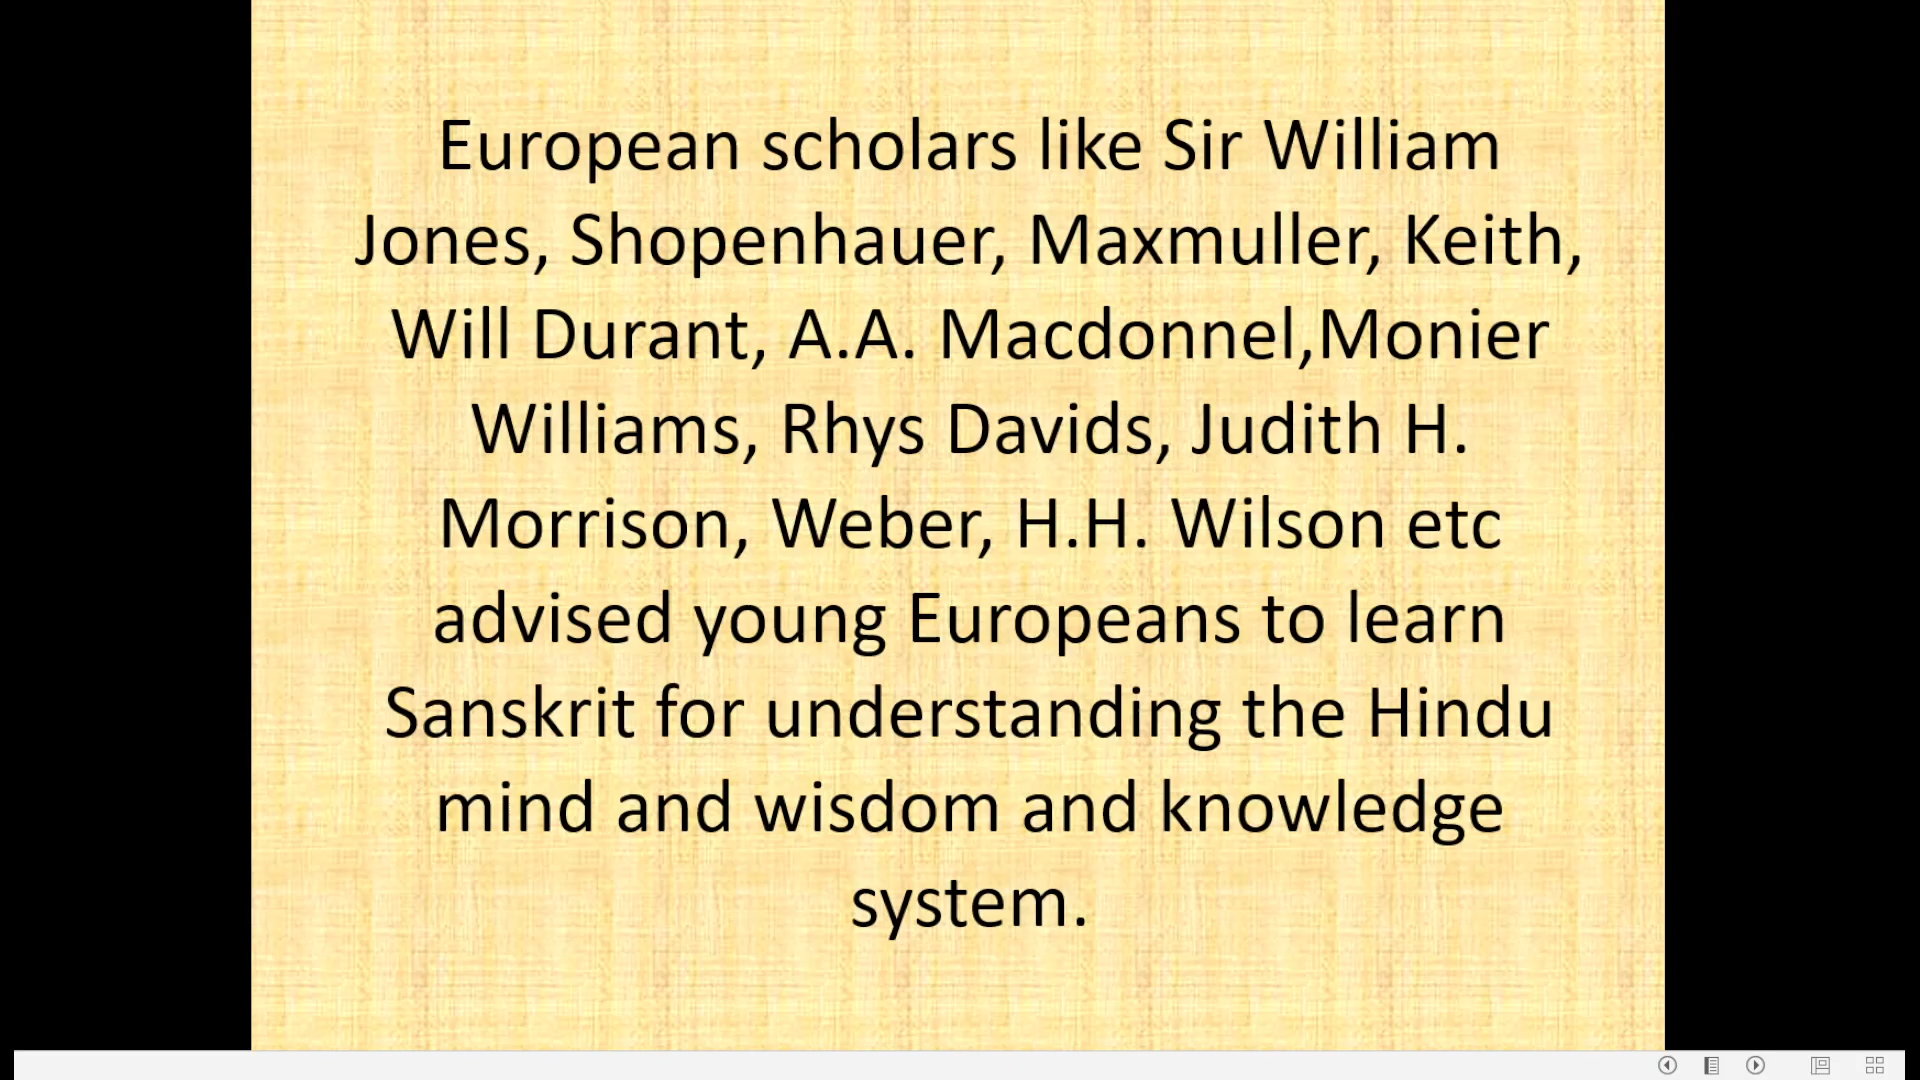 European scholars like Sir William
Jones, Shopenhauer, Maxmuller, Keith,
Will Durant, A.A. Macdonnel,Monier
Williams, Rhys Davids, Judith H.
Morrison, Weber, H.H. Wilson etc
advised young Europeans to learn
Sanskrit for understanding the Hindu
mind and wisdom and knowledge
system.